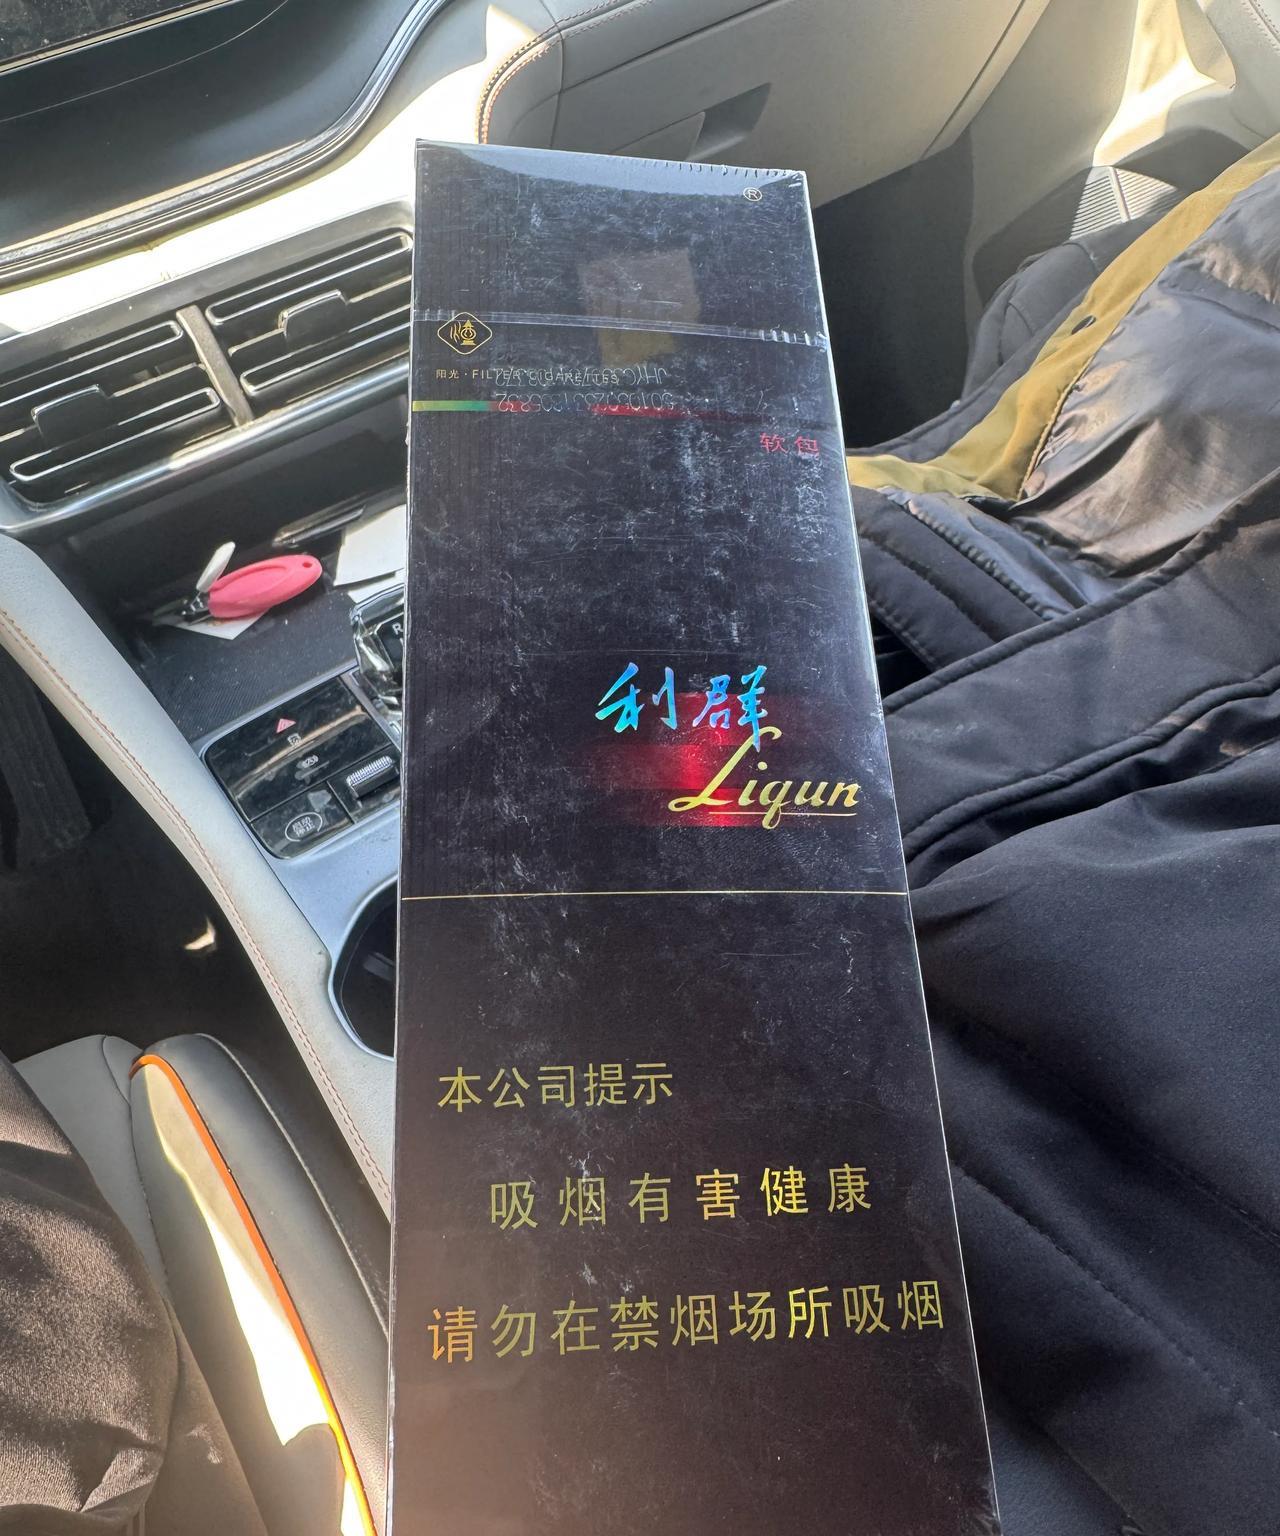 ®
阳光·FILTER CIGARETTES
软包
利群
Liqun
本公司提示
吸烟有害健康
请勿在禁烟场所吸烟
R